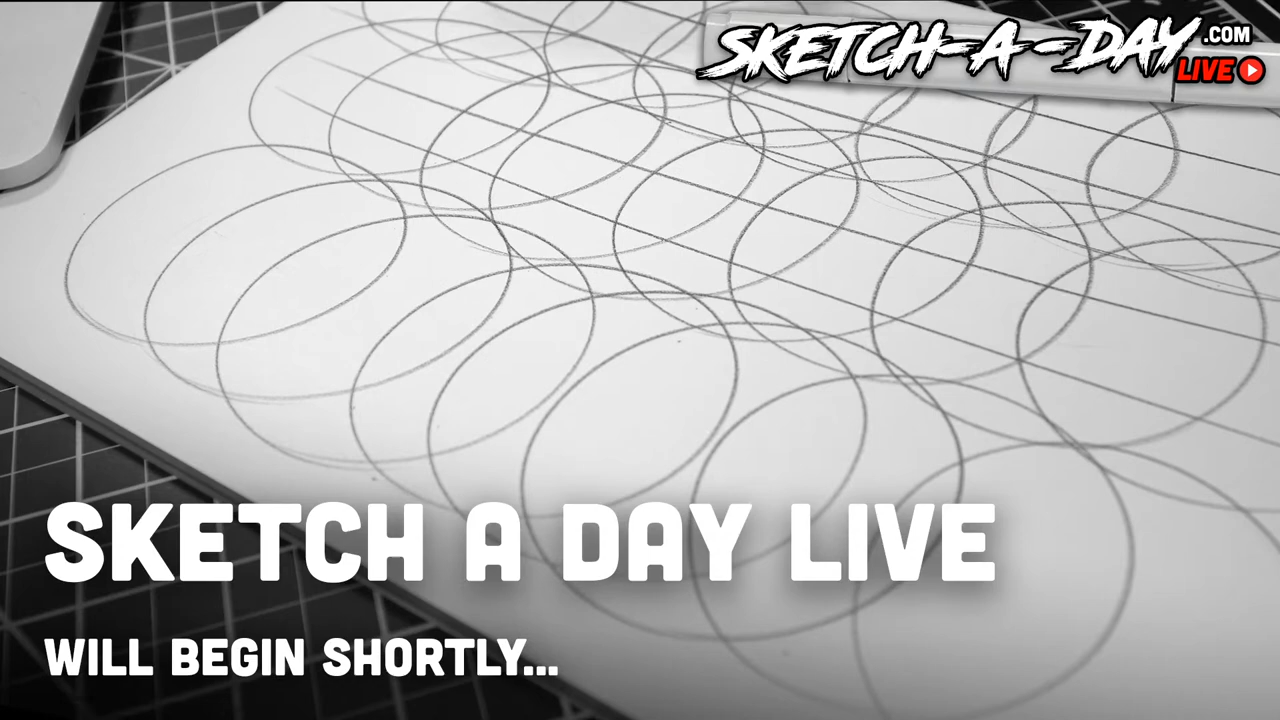 SKETCH-A-DAY.COM
LIVE
SKETCH A DAY LIVE
WILL BEGIN SHORTLY...